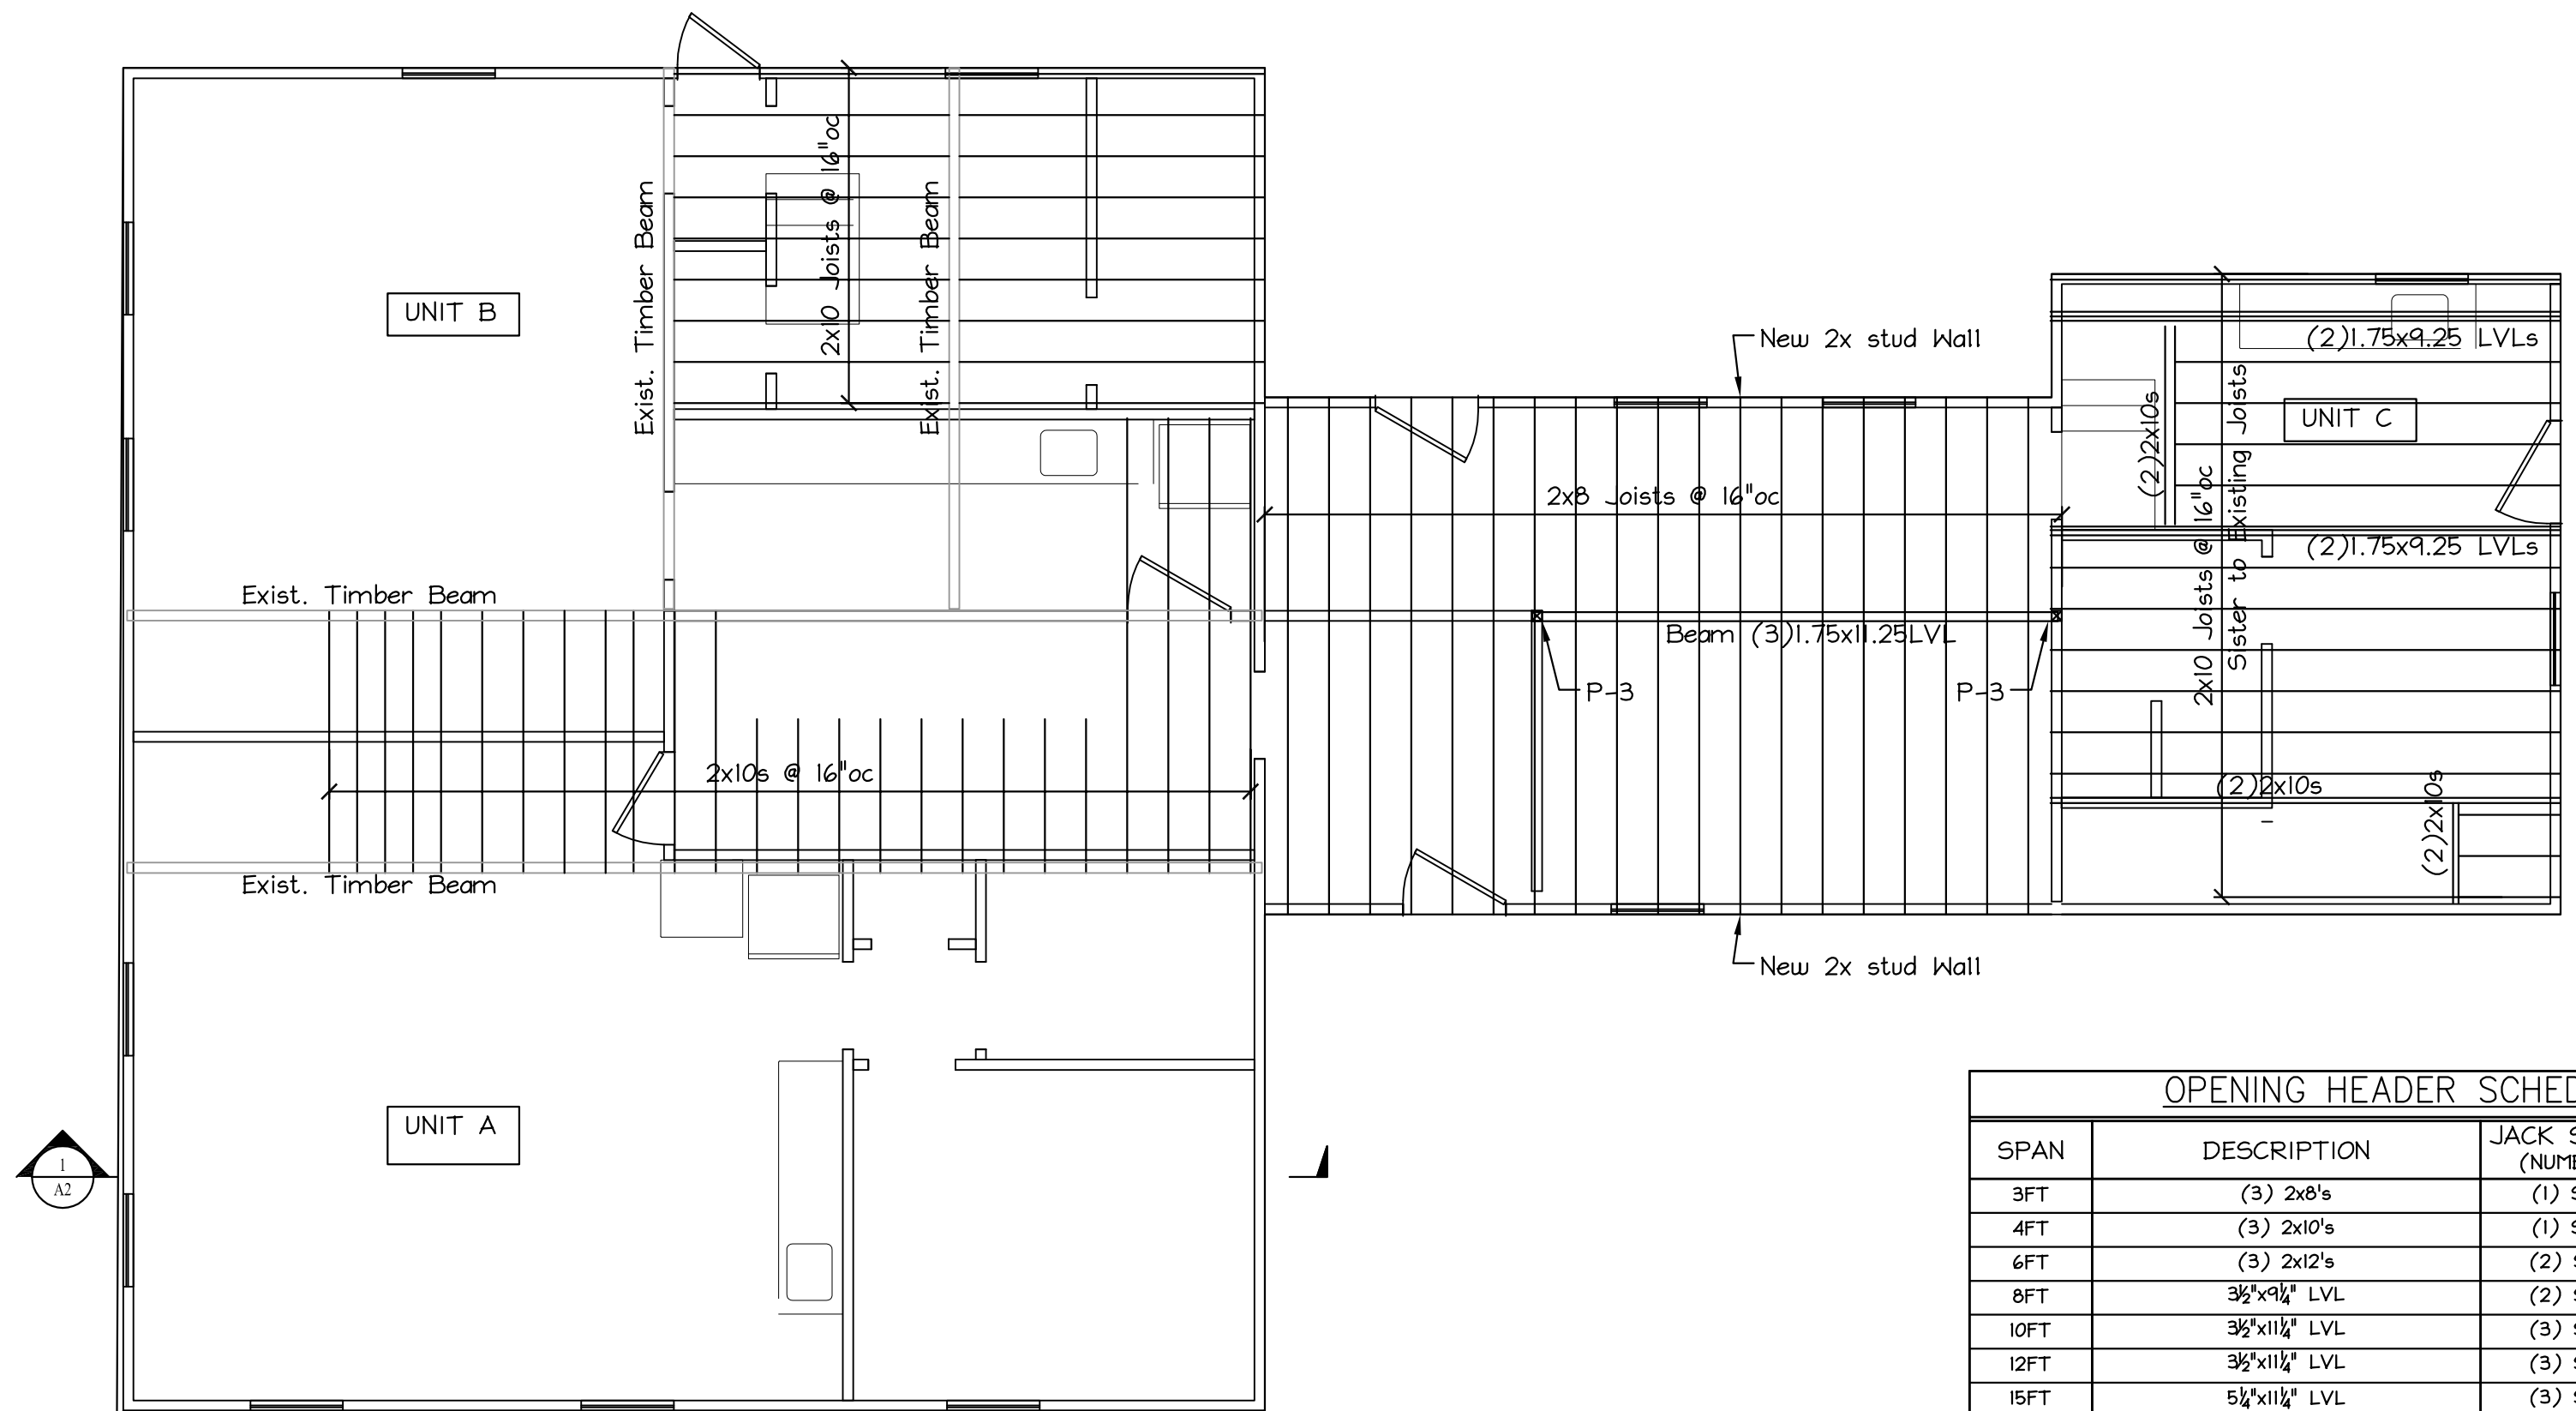 UNIT B
Exist. Timber Beam
2x10 Joists @ 16"oc
Exist. Timber Beam
New 2x stud Wall
(2)1.75x9.25 LVLs
UNIT C
(2)2x10s
2x10 Joists @ 16"oc
Sister to Existing Joists
2x8 Joists @ 16"oc
(2)1.75x9.25 LVLs
Exist. Timber Beam
Beam (3)1.75x11.25LVL
P-3
P-3
2x10s @ 16"oc
(2)2x10s
(2)2x10s
Exist. Timber Beam
New 2x stud Wall
UNIT A
1
A2
OPENING HEADER SCHED
SPAN DESCRIPTION JACK S
(NUM
3FT (3) 2x8's (1) S
4FT (3) 2x10's (1) S
6FT (3) 2x12's (2) S
8FT 3½"x9¼" LVL (2) S
10FT 3½"x11¼" LVL (3) S
12FT 3½"x11¼" LVL (3) S
15FT 5¼"x11¼" LVL (3) S